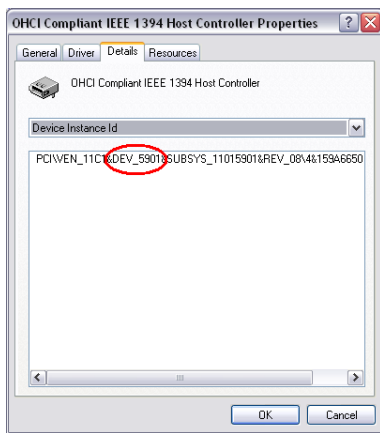 OHCI Compliant IEEE 1394 Host Controller Properties
General Driver Details Resources
OHCI Compliant IEEE 1394 Host Controller
Device Instance Id
PCI\VEN_11C1&DEV_5901&SUBSYS_11015901&REV_08\4&159A6650
OK Cancel